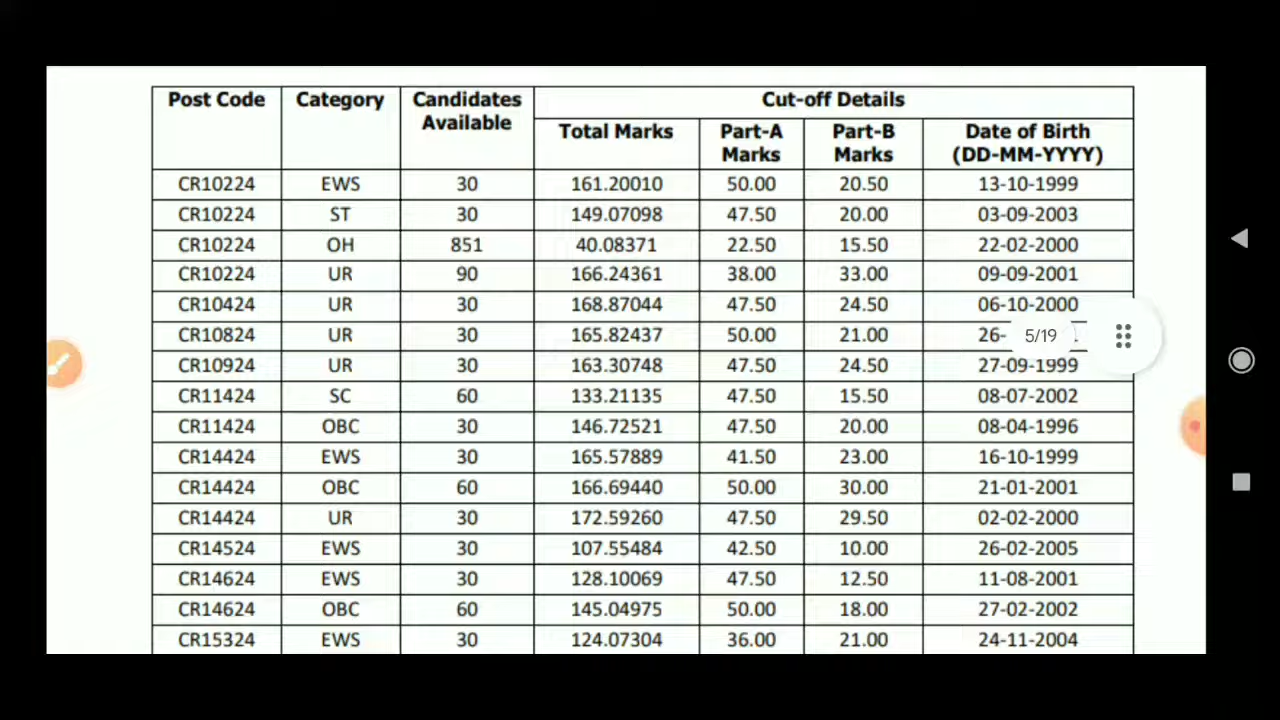 Post Code Category Candidates Available Cut-off Details
Total Marks Part-A Marks Part-B Marks Date of Birth (DD-MM-YYYY)
CR10224 EWS 30 161.20010 50.00 20.50 13-10-1999
CR10224 ST 30 149.07098 47.50 20.00 03-09-2003
CR10224 OH 851 40.08371 22.50 15.50 22-02-2000
CR10224 UR 90 166.24361 38.00 33.00 09-09-2001
CR10424 UR 30 168.87044 47.50 24.50 06-10-2000
CR10824 UR 30 165.82437 50.00 21.00 26-
5/19
CR10924 UR 30 163.30748 47.50 24.50 27-09-1999
CR11424 SC 60 133.21135 47.50 15.50 08-07-2002
CR11424 OBC 30 146.72521 47.50 20.00 08-04-1996
CR14424 EWS 30 165.57889 41.50 23.00 16-10-1999
CR14424 OBC 60 166.69440 50.00 30.00 21-01-2001
CR14424 UR 30 172.59260 47.50 29.50 02-02-2000
CR14524 EWS 30 107.55484 42.50 10.00 26-02-2005
CR14624 EWS 30 128.10069 47.50 12.50 11-08-2001
CR14624 OBC 60 145.04975 50.00 18.00 27-02-2002
CR15324 EWS 30 124.07304 36.00 21.00 24-11-2004